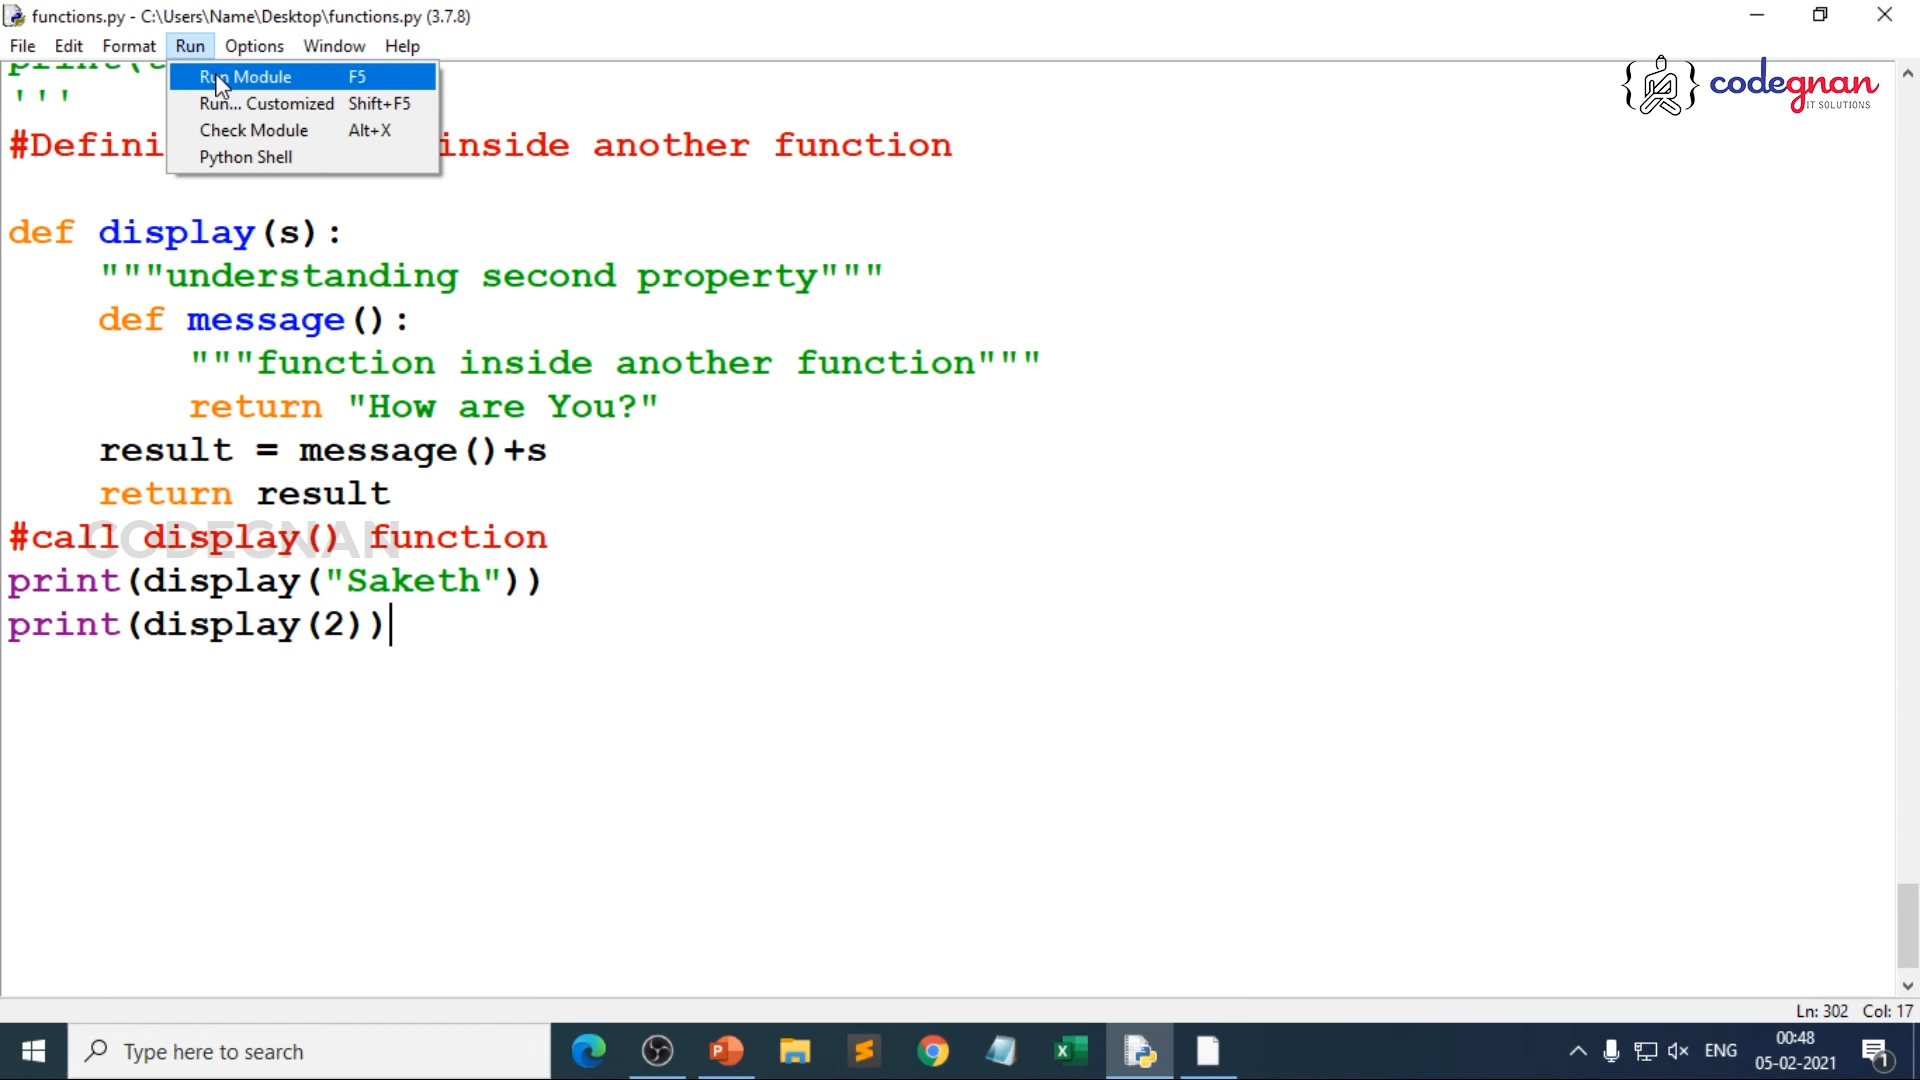 functions.py - C:\Users\Name\Desktop\functions.py (3.7.8)
File Edit Format Run Options Window Help
codegnan
IT SOLUTIONS
Run Module F5
Run... Customized Shift+F5
Check Module Alt+X
Python Shell
'''
#Defini inside another function
def display(s):
"""understanding second property"""
def message():
"""function inside another function"""
return "How are You?"
result = message()+s
return result
#call display() function
CODEGNAN
print(display("Saketh"))
print(display(2))
Ln: 302 Col: 17
Type here to search
ENG
00:48
05-02-2021
1